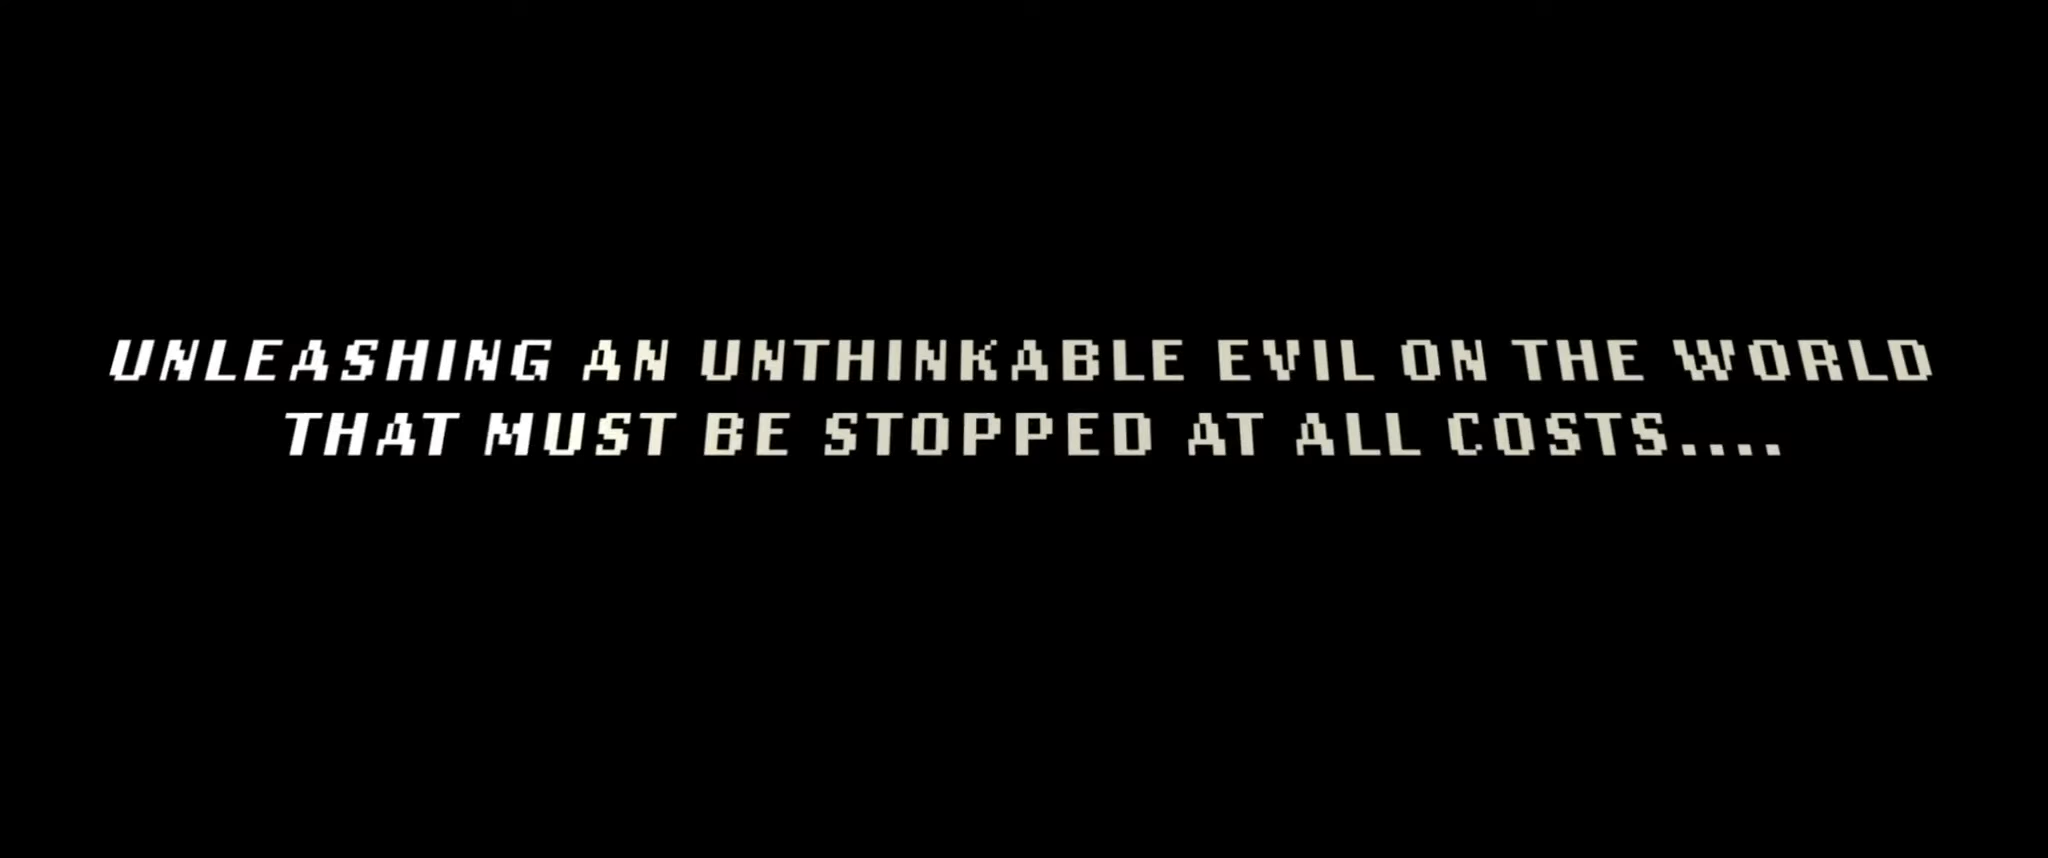 UNLEASHING AN UNTHINKABLE EVIL ON THE WORLD
THAT MUST BE STOPPED AT ALL COSTS....